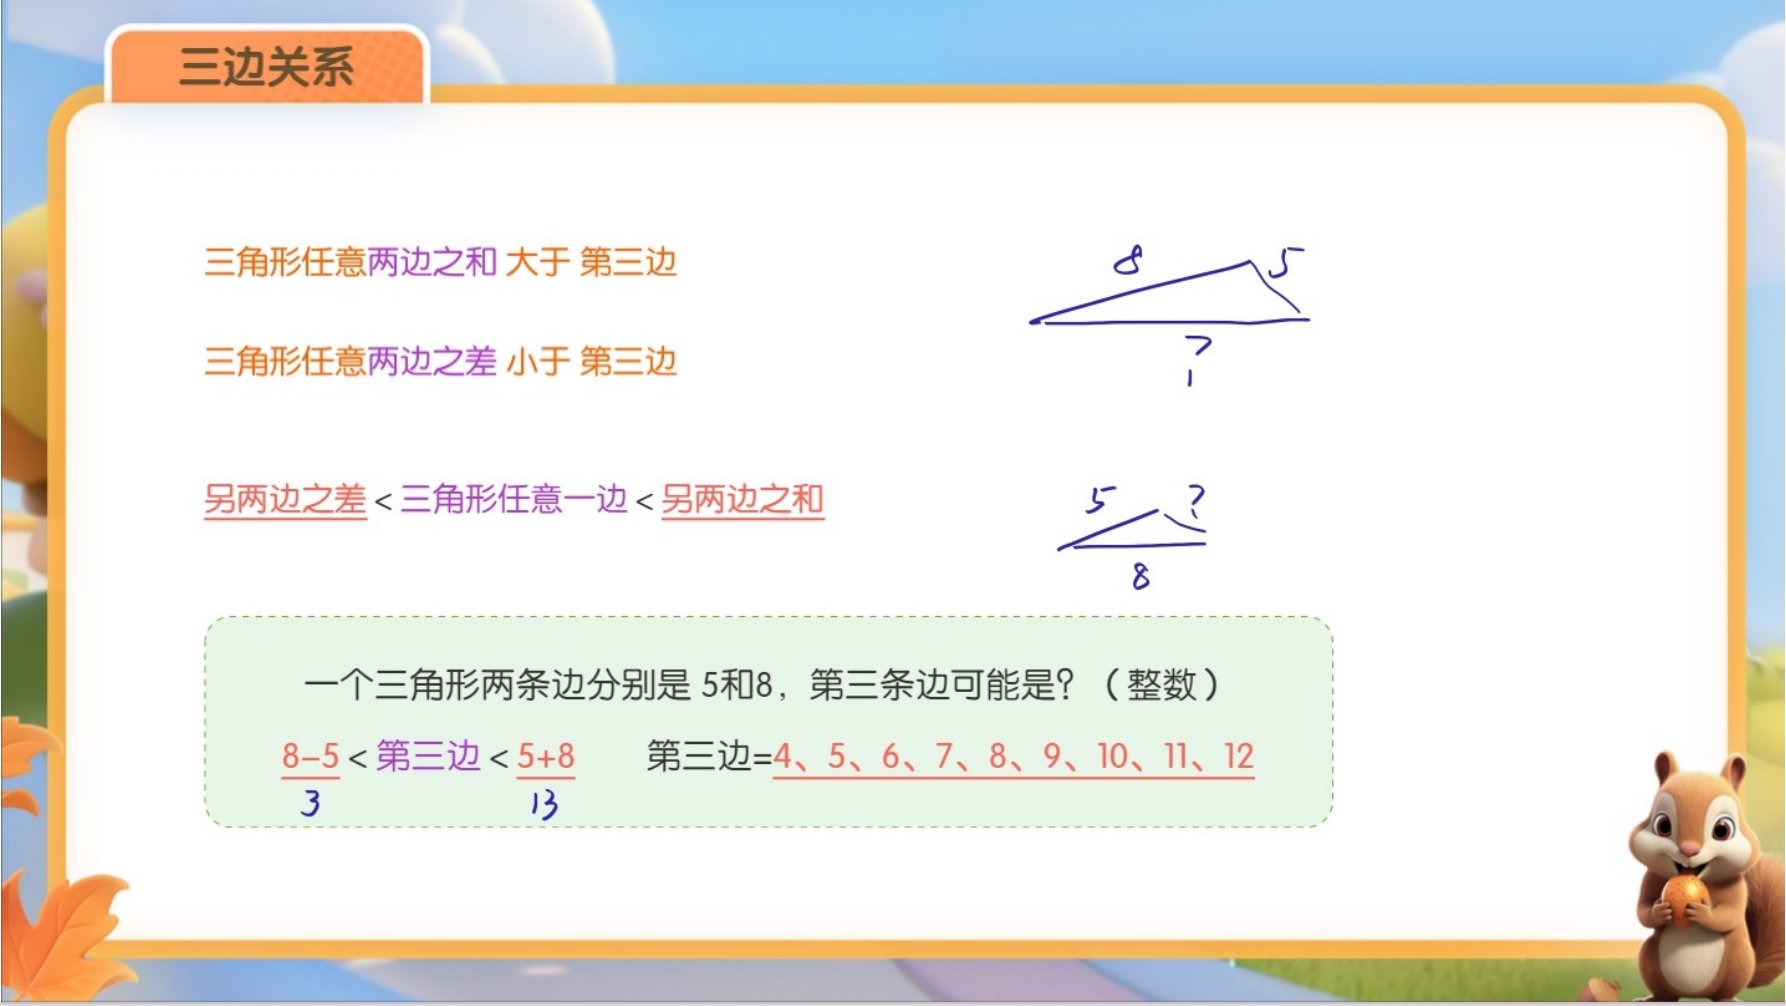 三边关系
三角形任意两边之和 大于 第三边
三角形任意两边之差 小于 第三边
8 5
?
另两边之差 < 三角形任意一边 < 另两边之和
5 ?
8
一个三角形两条边分别是 5和8，第三条边可能是？（整数）
8-5 < 第三边 < 5+8 第三边=4、5、6、7、8、9、10、11、12
3 13